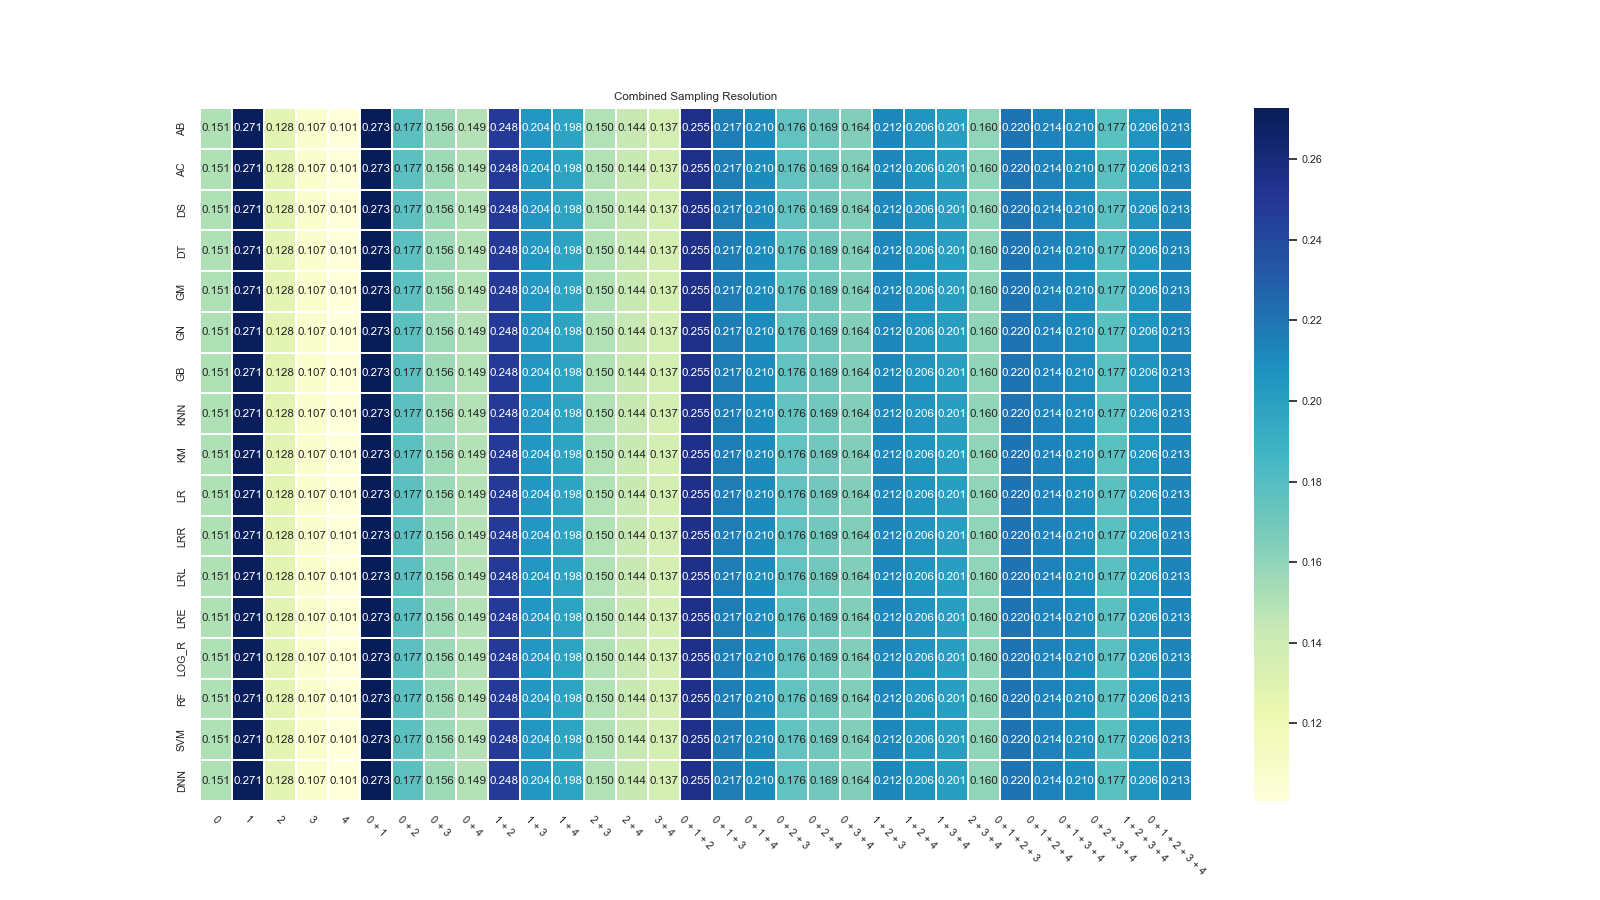 Combined Sampling Resolution
AB 0.151 0.271 0.128 0.107 0.101 0.273 0.177 0.156 0.149 0.248 0.204 0.198 0.150 0.144 0.137 0.255 0.217 0.210 0.176 0.169 0.164 0.212 0.206 0.201 0.160 0.220 0.214 0.210 0.177 0.206 0.213
AC 0.151 0.271 0.128 0.107 0.101 0.273 0.177 0.156 0.149 0.248 0.204 0.198 0.150 0.144 0.137 0.255 0.217 0.210 0.176 0.169 0.164 0.212 0.206 0.201 0.160 0.220 0.214 0.210 0.177 0.206 0.213
DS 0.151 0.271 0.128 0.107 0.101 0.273 0.177 0.156 0.149 0.248 0.204 0.198 0.150 0.144 0.137 0.255 0.217 0.210 0.176 0.169 0.164 0.212 0.206 0.201 0.160 0.220 0.214 0.210 0.177 0.206 0.213
DT 0.151 0.271 0.128 0.107 0.101 0.273 0.177 0.156 0.149 0.248 0.204 0.198 0.150 0.144 0.137 0.255 0.217 0.210 0.176 0.169 0.164 0.212 0.206 0.201 0.160 0.220 0.214 0.210 0.177 0.206 0.213
GM 0.151 0.271 0.128 0.107 0.101 0.273 0.177 0.156 0.149 0.248 0.204 0.198 0.150 0.144 0.137 0.255 0.217 0.210 0.176 0.169 0.164 0.212 0.206 0.201 0.160 0.220 0.214 0.210 0.177 0.206 0.213
GN 0.151 0.271 0.128 0.107 0.101 0.273 0.177 0.156 0.149 0.248 0.204 0.198 0.150 0.144 0.137 0.255 0.217 0.210 0.176 0.169 0.164 0.212 0.206 0.201 0.160 0.220 0.214 0.210 0.177 0.206 0.213
GB 0.151 0.271 0.128 0.107 0.101 0.273 0.177 0.156 0.149 0.248 0.204 0.198 0.150 0.144 0.137 0.255 0.217 0.210 0.176 0.169 0.164 0.212 0.206 0.201 0.160 0.220 0.214 0.210 0.177 0.206 0.213
KNN 0.151 0.271 0.128 0.107 0.101 0.273 0.177 0.156 0.149 0.248 0.204 0.198 0.150 0.144 0.137 0.255 0.217 0.210 0.176 0.169 0.164 0.212 0.206 0.201 0.160 0.220 0.214 0.210 0.177 0.206 0.213
KM 0.151 0.271 0.128 0.107 0.101 0.273 0.177 0.156 0.149 0.248 0.204 0.198 0.150 0.144 0.137 0.255 0.217 0.210 0.176 0.169 0.164 0.212 0.206 0.201 0.160 0.220 0.214 0.210 0.177 0.206 0.213
LR 0.151 0.271 0.128 0.107 0.101 0.273 0.177 0.156 0.149 0.248 0.204 0.198 0.150 0.144 0.137 0.255 0.217 0.210 0.176 0.169 0.164 0.212 0.206 0.201 0.160 0.220 0.214 0.210 0.177 0.206 0.213
LRR 0.151 0.271 0.128 0.107 0.101 0.273 0.177 0.156 0.149 0.248 0.204 0.198 0.150 0.144 0.137 0.255 0.217 0.210 0.176 0.169 0.164 0.212 0.206 0.201 0.160 0.220 0.214 0.210 0.177 0.206 0.213
LRL 0.151 0.271 0.128 0.107 0.101 0.273 0.177 0.156 0.149 0.248 0.204 0.198 0.150 0.144 0.137 0.255 0.217 0.210 0.176 0.169 0.164 0.212 0.206 0.201 0.160 0.220 0.214 0.210 0.177 0.206 0.213
LRE 0.151 0.271 0.128 0.107 0.101 0.273 0.177 0.156 0.149 0.248 0.204 0.198 0.150 0.144 0.137 0.255 0.217 0.210 0.176 0.169 0.164 0.212 0.206 0.201 0.160 0.220 0.214 0.210 0.177 0.206 0.213
LOG_R 0.151 0.271 0.128 0.107 0.101 0.273 0.177 0.156 0.149 0.248 0.204 0.198 0.150 0.144 0.137 0.255 0.217 0.210 0.176 0.169 0.164 0.212 0.206 0.201 0.160 0.220 0.214 0.210 0.177 0.206 0.213
RF 0.151 0.271 0.128 0.107 0.101 0.273 0.177 0.156 0.149 0.248 0.204 0.198 0.150 0.144 0.137 0.255 0.217 0.210 0.176 0.169 0.164 0.212 0.206 0.201 0.160 0.220 0.214 0.210 0.177 0.206 0.213
SVM 0.151 0.271 0.128 0.107 0.101 0.273 0.177 0.156 0.149 0.248 0.204 0.198 0.150 0.144 0.137 0.255 0.217 0.210 0.176 0.169 0.164 0.212 0.206 0.201 0.160 0.220 0.214 0.210 0.177 0.206 0.213
DNN 0.151 0.271 0.128 0.107 0.101 0.273 0.177 0.156 0.149 0.248 0.204 0.198 0.150 0.144 0.137 0.255 0.217 0.210 0.176 0.169 0.164 0.212 0.206 0.201 0.160 0.220 0.214 0.210 0.177 0.206 0.213
0
1
2
3
4
0 + 1
0 + 2
0 + 3
0 + 4
1 + 2
1 + 3
1 + 4
2 + 3
2 + 4
3 + 4
0 + 1 + 2
0 + 1 + 3
0 + 1 + 4
0 + 2 + 3
0 + 2 + 4
0 + 3 + 4
1 + 2 + 3
1 + 2 + 4
1 + 3 + 4
2 + 3 + 4
0 + 1 + 2 + 3
0 + 1 + 2 + 4
0 + 1 + 3 + 4
0 + 2 + 3 + 4
1 + 2 + 3 + 4
0 + 1 + 2 + 3 + 4
0.26
0.24
0.22
0.20
0.18
0.16
0.14
0.12